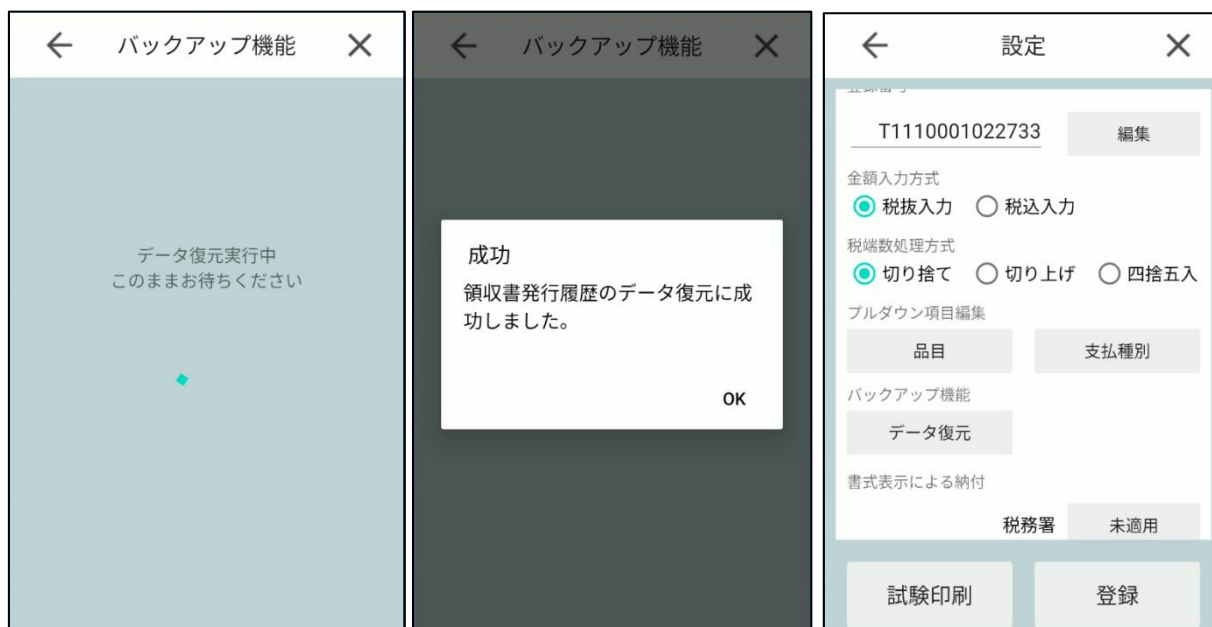 バックアップ機能
データ復元実行中
このままお待ちください
バックアップ機能
成功
領収書発行履歴のデータ復元に成
功しました。
OK
設定
T1110001022733
編集
金額入力方式
税抜入力 税込入力
税端数処理方式
切り捨て 切り上げ 四捨五入
プルダウン項目編集
品目 支払種別
バックアップ機能
データ復元
書式表示による納付
税務署 未適用
試験印刷 登録